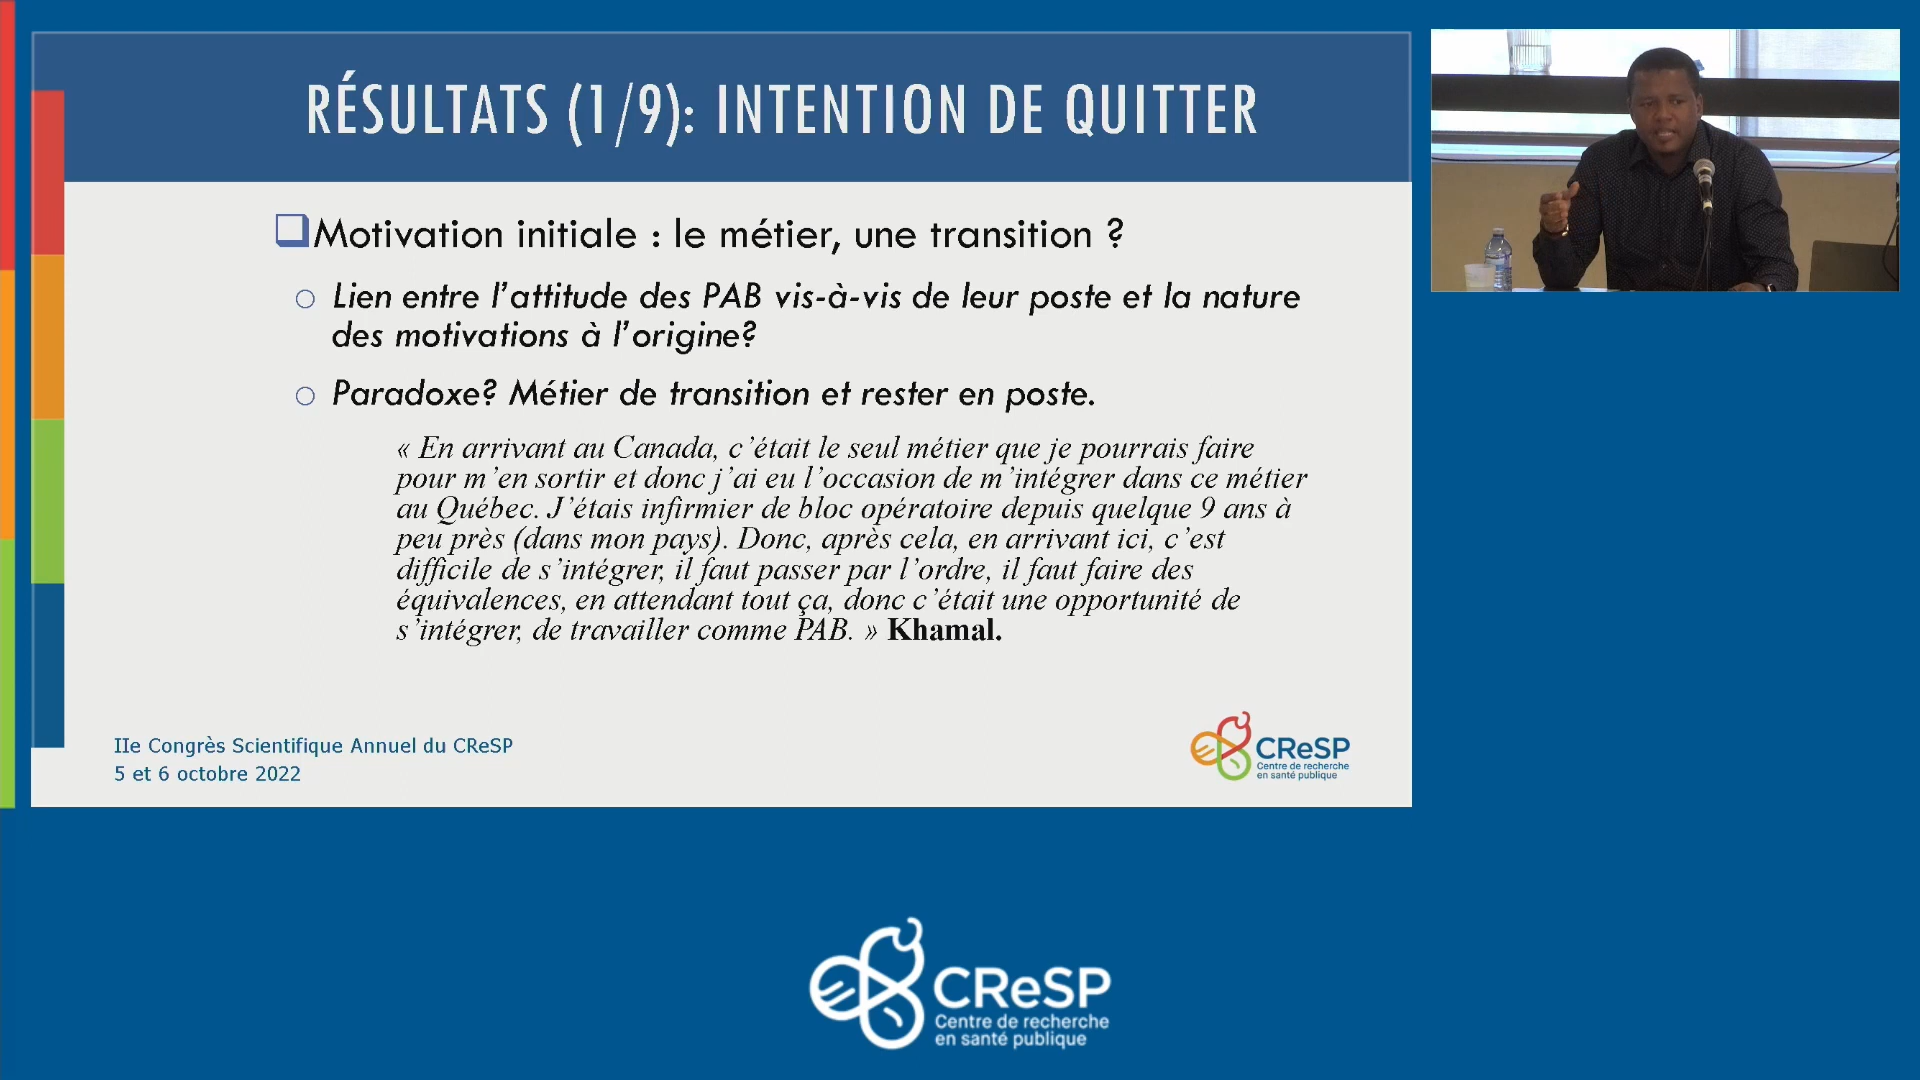 RÉSULTATS (1/9): INTENTION DE QUITTER
Motivation initiale : le métier, une transition ?
Lien entre l'attitude des PAB vis-à-vis de leur poste et la nature
des motivations à l'origine?
Paradoxe? Métier de transition et rester en poste.
« En arrivant au Canada, c'était le seul métier que je pourrais faire
pour m'en sortir et donc j'ai eu l'occasion de m'intégrer dans ce métier
au Québec. J'étais infirmier de bloc opératoire depuis quelque 9 ans à
peu près (dans mon pays). Donc, après cela, en arrivant ici, c'est
difficile de s'intégrer, il faut passer par l'ordre, il faut faire des
équivalences, en attendant tout ça, donc c'était une opportunité de
s'intégrer, de travailler comme PAB. » Khamal.
IIe Congrès Scientifique Annuel du CReSP
5 et 6 octobre 2022
CReSP
Centre de recherche
en santé publique
CReSP
Centre de recherche
en santé publique